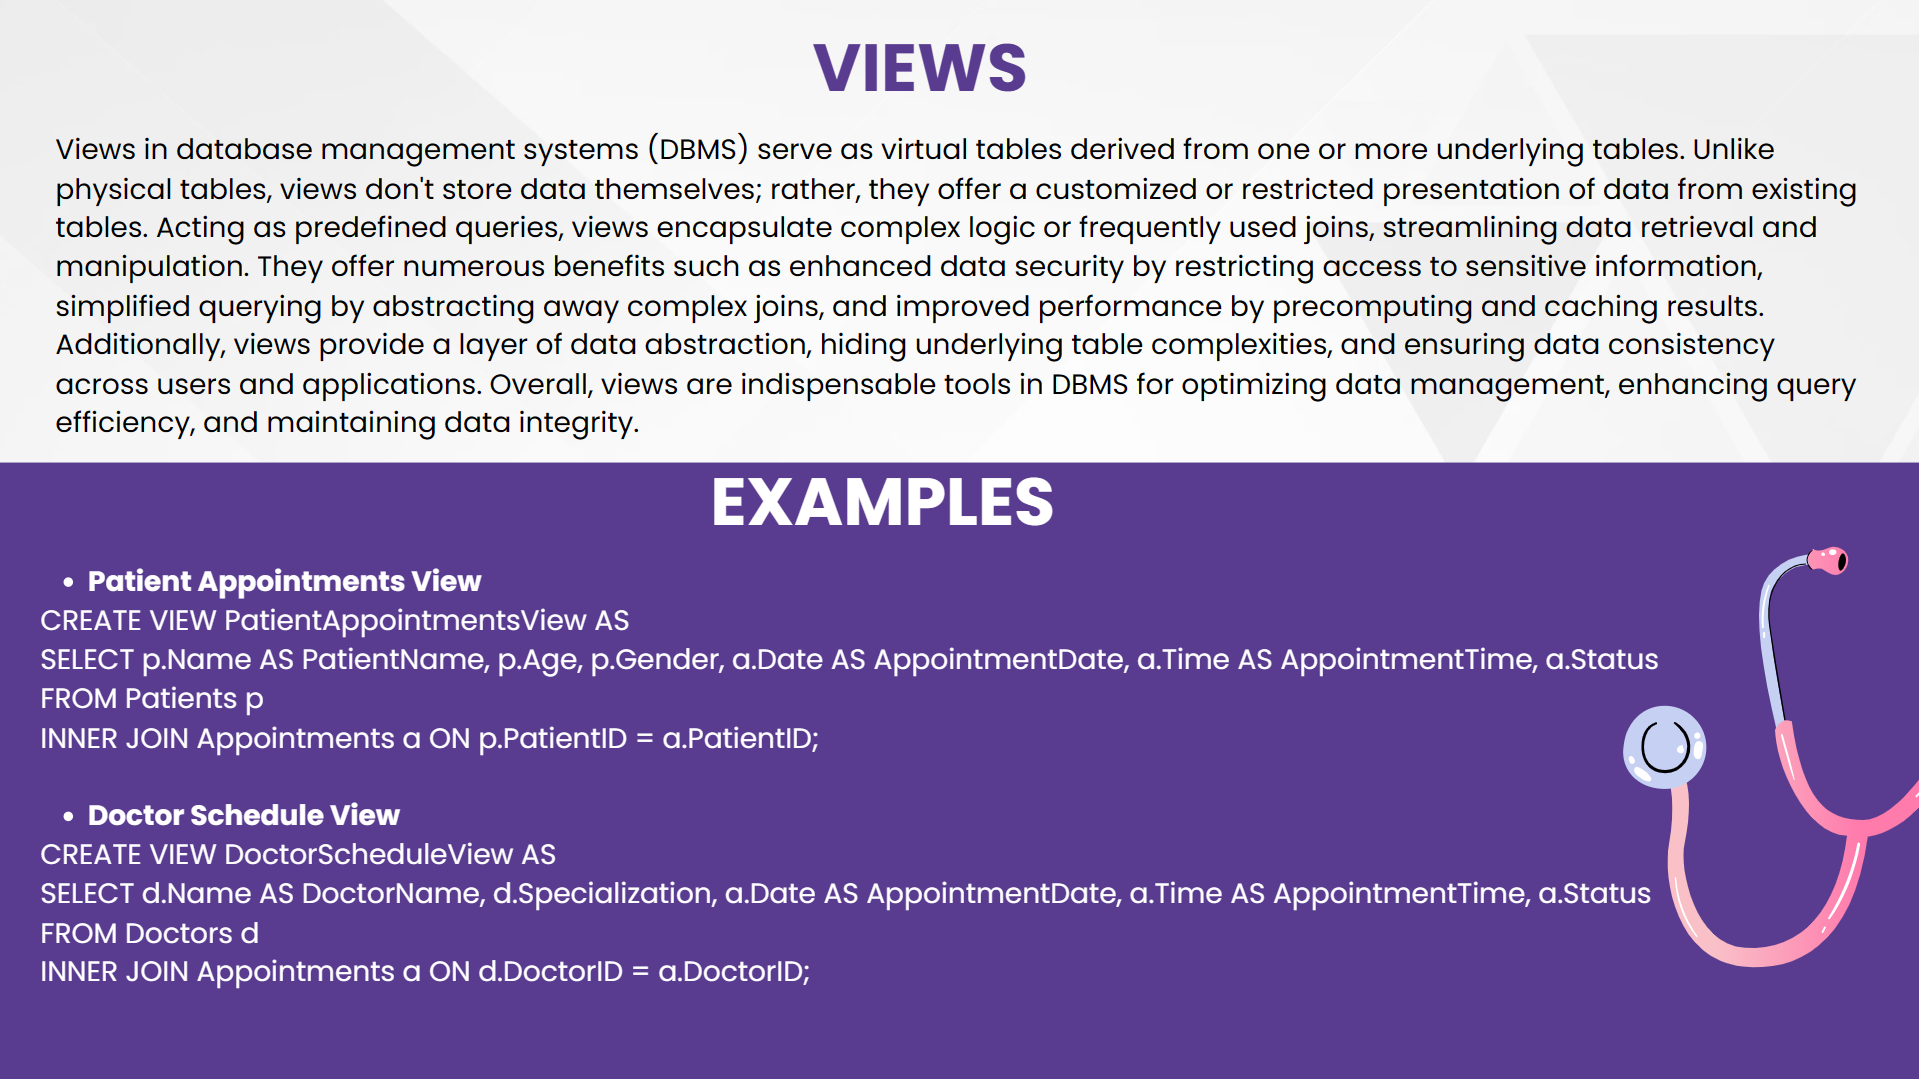 VIEWS
Views in database management systems (DBMS) serve as virtual tables derived from one or more underlying tables. Unlike
physical tables, views don't store data themselves; rather, they offer a customized or restricted presentation of data from existing
tables. Acting as predefined queries, views encapsulate complex logic or frequently used joins, streamlining data retrieval and
manipulation. They offer numerous benefits such as enhanced data security by restricting access to sensitive information,
simplified querying by abstracting away complex joins, and improved performance by precomputing and caching results.
Additionally, views provide a layer of data abstraction, hiding underlying table complexities, and ensuring data consistency
across users and applications. Overall, views are indispensable tools in DBMS for optimizing data management, enhancing query
efficiency, and maintaining data integrity.
EXAMPLES
• Patient Appointments View
CREATE VIEW PatientAppointmentsView AS
SELECT p.Name AS PatientName, p.Age, p.Gender, a.Date AS AppointmentDate, a.Time AS AppointmentTime, a.Status
FROM Patients p
INNER JOIN Appointments a ON p.PatientID = a.PatientID;
• Doctor Schedule View
CREATE VIEW DoctorScheduleView AS
SELECT d.Name AS DoctorName, d.Specialization, a.Date AS AppointmentDate, a.Time AS AppointmentTime, a.Status
FROM Doctors d
INNER JOIN Appointments a ON d.DoctorID = a.DoctorID;